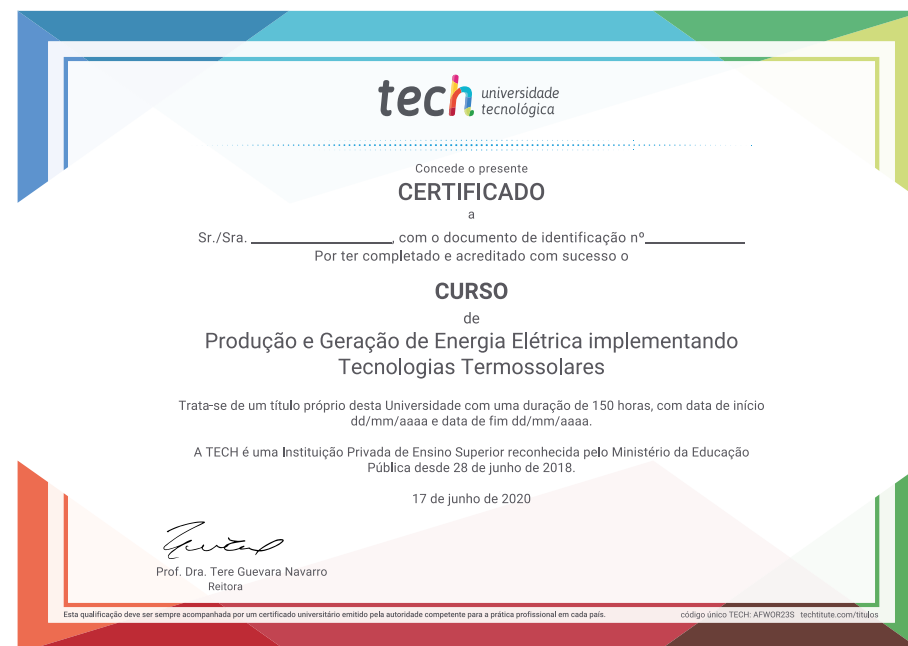 tech universidade
tecnológica
Concede o presente
CERTIFICADO
a
Sr./Sra. ________________, com o documento de identificação nº____________
Por ter completado e acreditado com sucesso o
CURSO
de
Produção e Geração de Energia Elétrica implementando
Tecnologias Termossolares
Trata-se de um título próprio desta Universidade com uma duração de 150 horas, com data de início
dd/mm/aaaa e data de fim dd/mm/aaaa.
A TECH é uma Instituição Privada de Ensino Superior reconhecida pelo Ministério da Educação
Pública desde 28 de junho de 2018.
17 de junho de 2020
Prof. Dra. Tere Guevara Navarro
Reitora
Esta qualificação deve ser sempre acompanhada por um certificado universitário emitido pela autoridade competente para a prática profissional em cada país. código único TECH: AFWOR23S techtitute.com/titulos